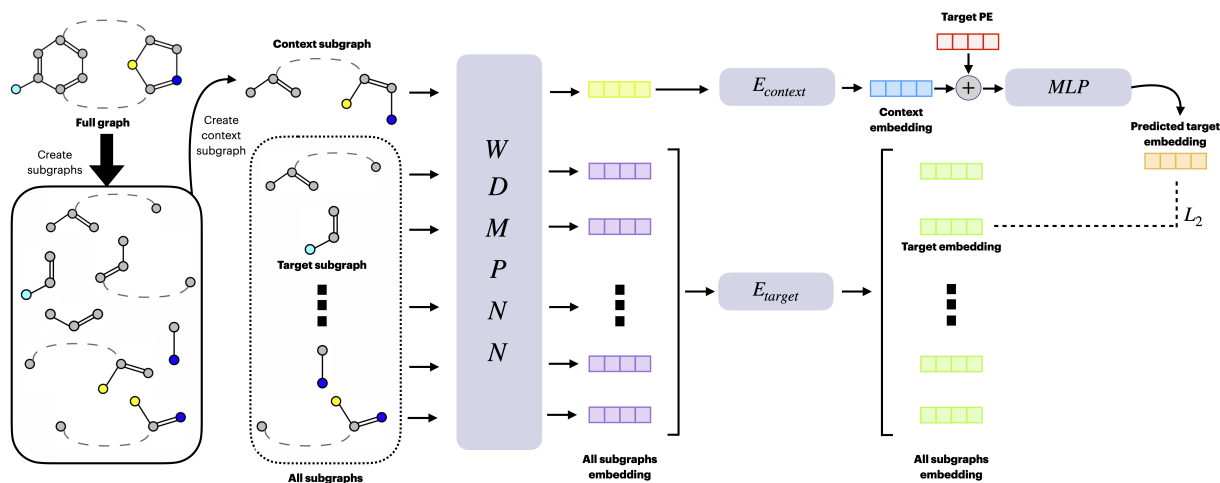 Target PE
Context subgraph
E_context
+
MLP
Full graph
Create
context
subgraph
Context
embedding
Predicted target
embedding
Create
subgraphs
W
D
M
P
N
N
L_2
Target embedding
Target subgraph
E_target
All subgraphs
embedding
All subgraphs
embedding
All subgraphs